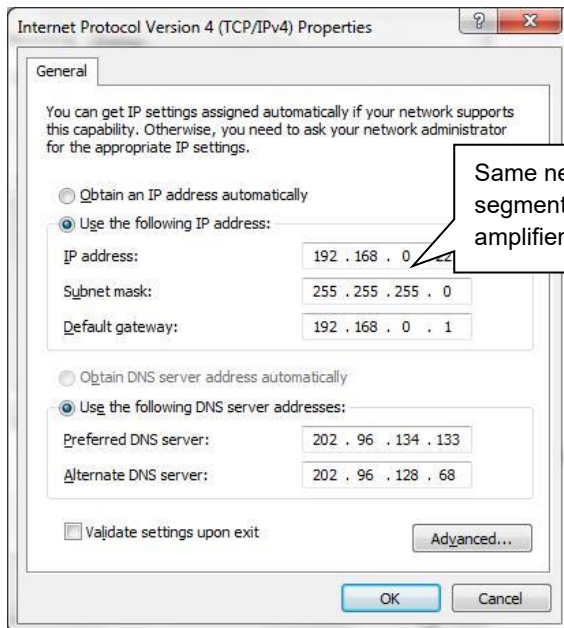 Internet Protocol Version 4 (TCP/IPv4) Properties
General
You can get IP settings assigned automatically if your network supports
this capability. Otherwise, you need to ask your network administrator
for the appropriate IP settings.
Obtain an IP address automatically
Use the following IP address:
IP address: 192 . 168 . 0 .
Subnet mask: 255 . 255 . 255 . 0
Default gateway: 192 . 168 . 0 . 1
Same
segment
amplifier
Obtain DNS server address automatically
Use the following DNS server addresses:
Preferred DNS server: 202 . 96 . 134 . 133
Alternate DNS server: 202 . 96 . 128 . 68
Validate settings upon exit
Advanced...
OK Cancel